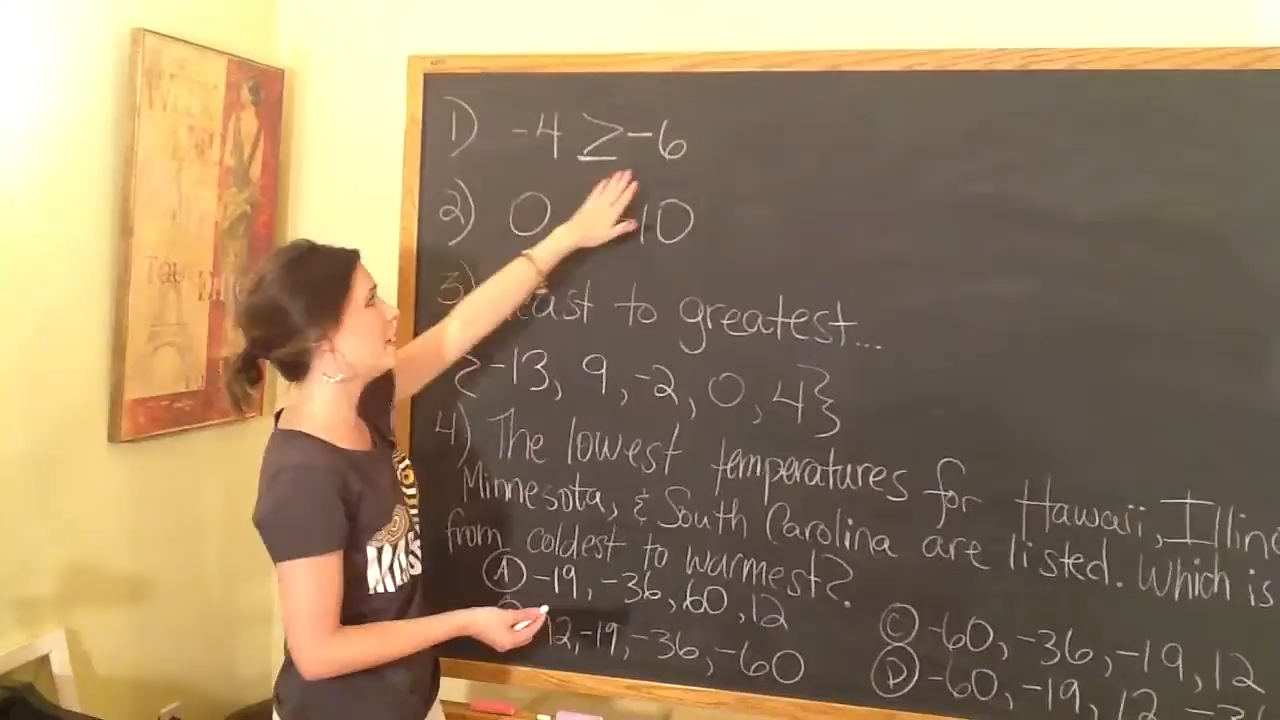 1) -4 ≥ -6
2) 0 10
3) to greatest...
{-13, 9, -2, 0, 4}
4) The lowest temperatures for Hawaii,
Minnesota, & South Carolina are listed. Which is
from coldest to warmest?
A -19, -36, 60, 12
12, -19, -36, -60
C -60, -36, -19, 12
D -60, -19, 12,